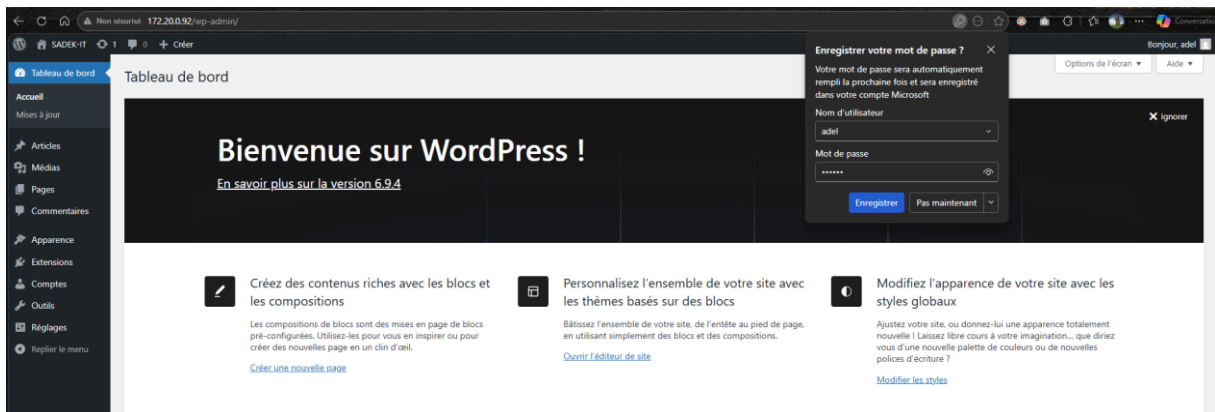 Non sécurisé 172.20.0.92/wp-admin/
Conversatio
SADEK-IT 1 0 + Créer
Bonjour, adel
Tableau de bord
Accueil
Mises à jour
Articles
Médias
Pages
Commentaires
Apparence
Extensions
Comptes
Outils
Réglages
Replier le menu
Tableau de bord
Options de l'écran ▼
Aide ▼
Enregistrer votre mot de passe ?
Votre mot de passe sera automatiquement
rempli la prochaine fois et sera enregistré
dans votre compte Microsoft
Nom d'utilisateur
adel
Mot de passe
••••••
Enregistrer
Pas maintenant
Ignorer
Bienvenue sur WordPress !
En savoir plus sur la version 6.9.4
Créez des contenus riches avec les blocs et
les compositions
Les compositions de blocs sont des mises en page de blocs
pré-configurées. Utilisez-les pour vous en inspirer ou pour
créer des nouvelles page en un clin d'œil.
Créer une nouvelle page
Personnalisez l'ensemble de votre site avec
les thèmes basés sur des blocs
Bâtissez l'ensemble de votre site, de l'entête au pied de page,
en utilisant simplement des blocs et des compositions.
Ouvrir l'éditeur de site
Modifiez l'apparence de votre site avec les
styles globaux
Ajustez votre site, ou donnez-lui une apparence totalement
nouvelle ! Laissez libre cours à votre imagination... que diriez
vous d'une nouvelle palette de couleurs ou de nouvelles
polices d'écriture ?
Modifier les styles